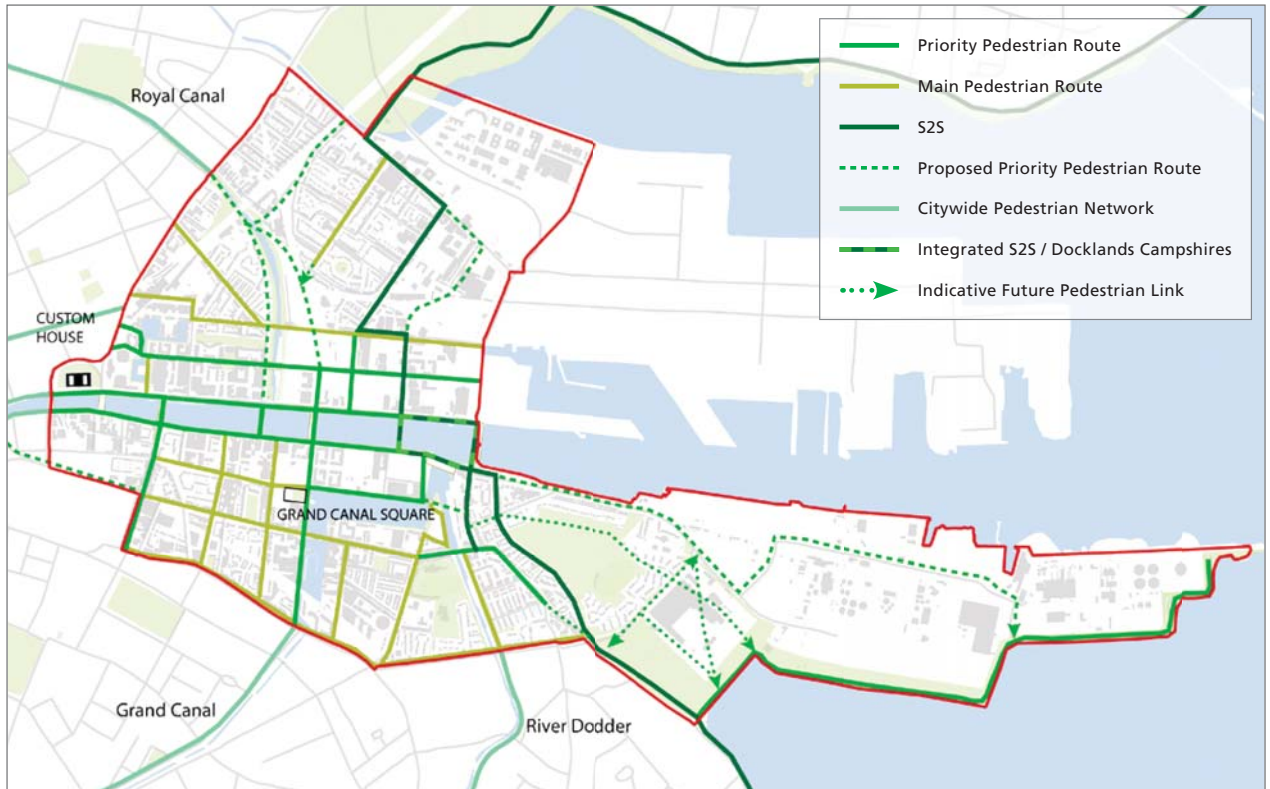 Priority Pedestrian Route
Main Pedestrian Route
S2S
Proposed Priority Pedestrian Route
Citywide Pedestrian Network
Integrated S2S / Docklands Campshires
Indicative Future Pedestrian Link
Royal Canal
CUSTOM
HOUSE
GRAND CANAL SQUARE
Grand Canal
River Dodder